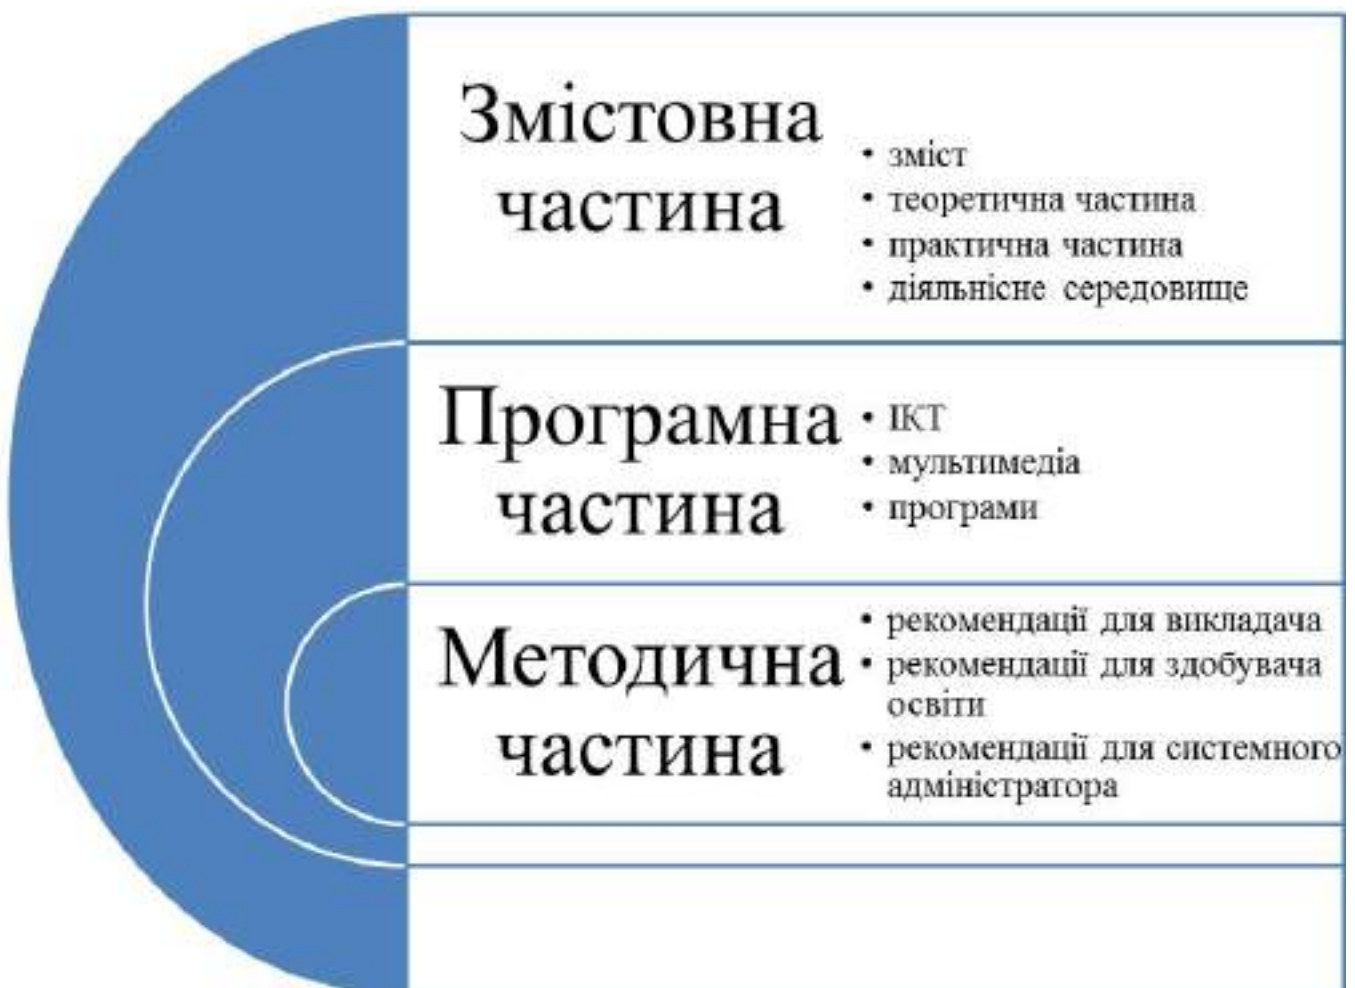 Змістовна
частина
• зміст
• теоретична частина
• практична частина
• діяльнісне середовище
Програмна
частина
• ІКТ
• мультимедіа
• програми
Методична
частина
• рекомендації для викладача
• рекомендації для здобувача
освіти
• рекомендації для системного
адміністратора